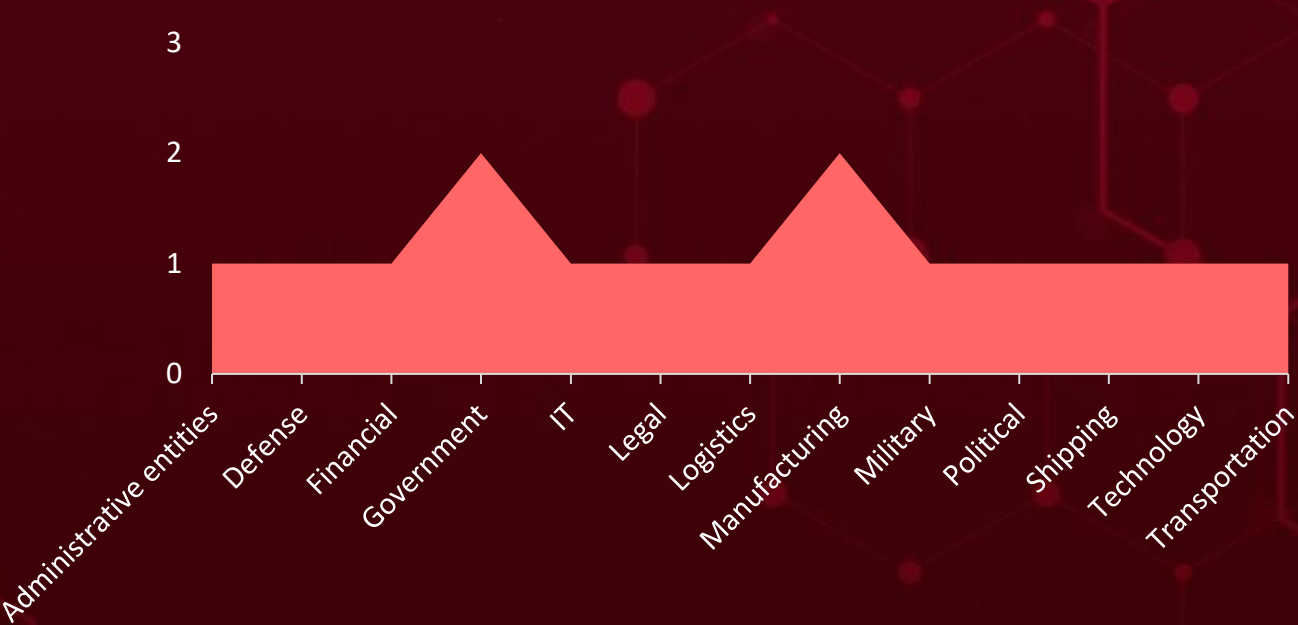 3
2
1
0
Administrative entities
Defense
Financial
Government
IT
Legal
Logistics
Manufacturing
Military
Political
Shipping
Technology
Transportation